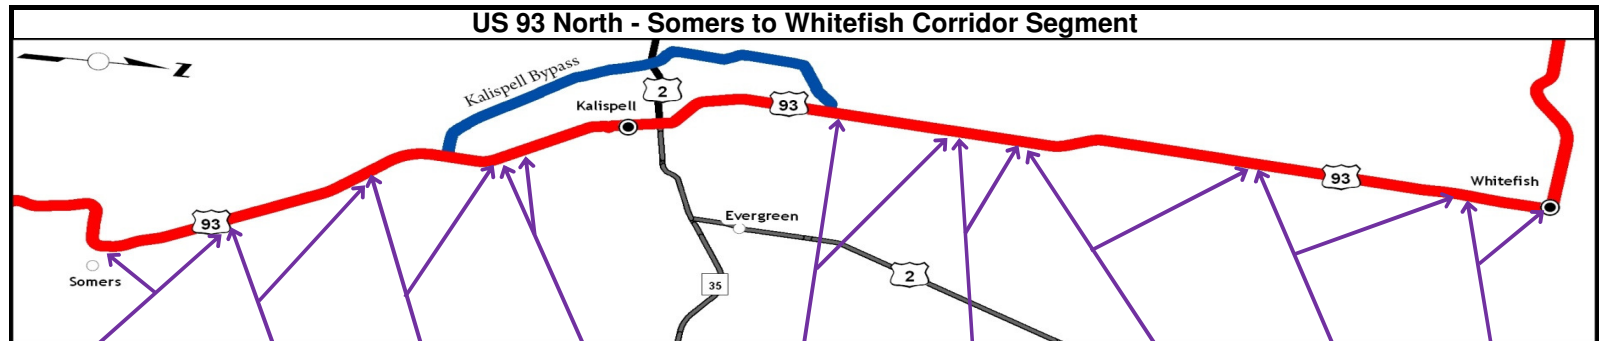 US 93 North - Somers to Whitefish Corridor Segment
Z
Kalispell Bypass
2
Kalispell
93
93
Whitefish
93
Evergreen
Somers
35
2